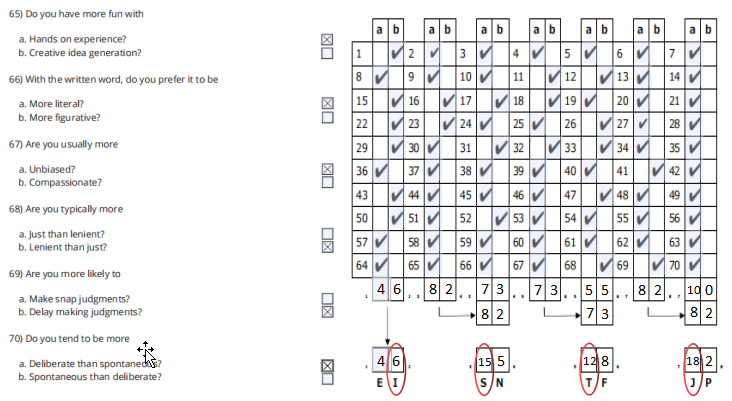 65) Do you have more fun with
a. Hands on experience?
b. Creative idea generation?
66) With the written word, do you prefer it to be
a. More literal?
b. More figurative?
67) Are you usually more
a. Unbiased?
b. Compassionate?
68) Are you typically more
a. Just than lenient?
b. Lenient than just?
69) Are you more likely to
a. Make snap judgments?
b. Delay making judgments?
70) Do you tend to be more
a. Deliberate than spontaneous?
b. Spontaneous than deliberate?
a b a b a b a b a b a b a b
1 2 3 4 5 6 7
8 9 10 11 12 13 14
15 16 17 18 19 20 21
22 23 24 25 26 27 28
29 30 31 32 33 34 35
36 37 38 39 40 41 42
43 44 45 46 47 48 49
50 51 52 53 54 55 56
57 58 59 60 61 62 63
64 65 66 67 68 69 70
4 6 8 2 7 3 7 3 5 5 8 2 10 0
8 2 7 3 8 2
4 6 15 5 12 8 18 2
E I S N T F J P